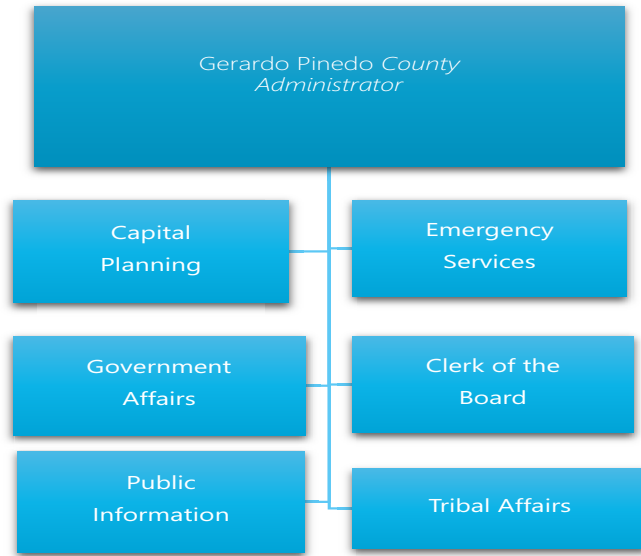 Gerardo Pinedo County
Administrator
Capital
Planning
Emergency
Services
Government
Affairs
Clerk of the
Board
Public
Information
Tribal Affairs